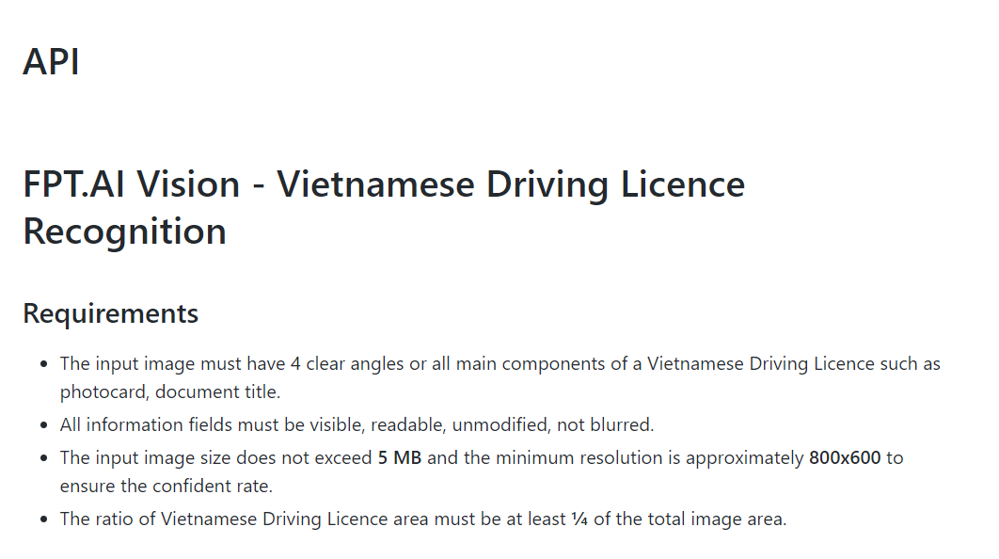 API
FPT.AI Vision - Vietnamese Driving Licence
Recognition
Requirements
• The input image must have 4 clear angles or all main components of a Vietnamese Driving Licence such as
photocard, document title.
• All information fields must be visible, readable, unmodified, not blurred.
• The input image size does not exceed 5 MB and the minimum resolution is approximately 800x600 to
ensure the confident rate.
• The ratio of Vietnamese Driving Licence area must be at least ¼ of the total image area.